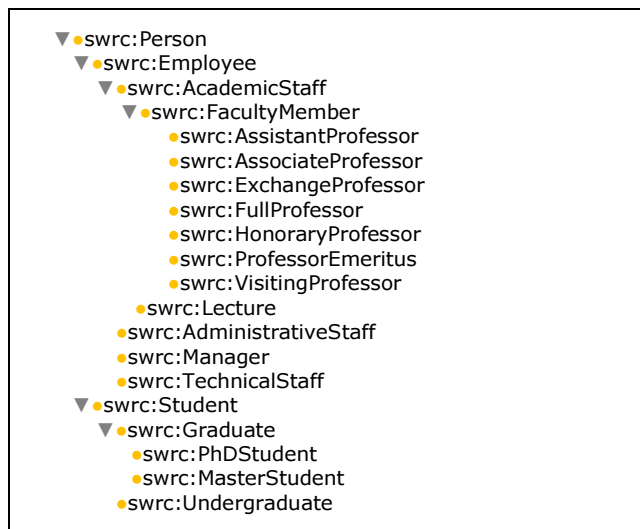 swrc:Person
swrc:Employee
swrc:AcademicStaff
swrc:FacultyMember
swrc:AssistantProfessor
swrc:AssociateProfessor
swrc:ExchangeProfessor
swrc:FullProfessor
swrc:HonoraryProfessor
swrc:ProfessorEmeritus
swrc:VisitingProfessor
swrc:Lecture
swrc:AdministrativeStaff
swrc:Manager
swrc:TechnicalStaff
swrc:Student
swrc:Graduate
swrc:PhDStudent
swrc:MasterStudent
swrc:Undergraduate